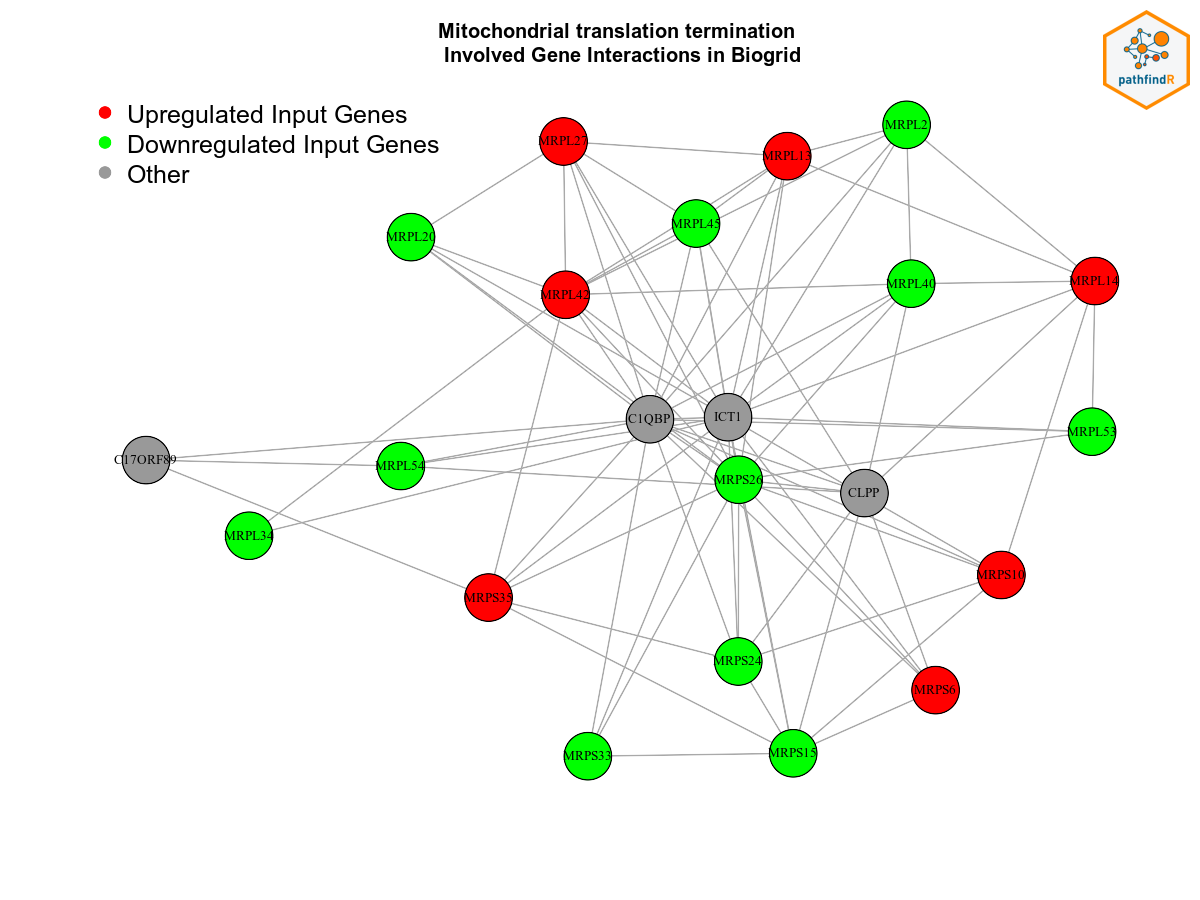 Mitochondrial translation termination
Involved Gene Interactions in Biogrid
pathfindR
Upregulated Input Genes
Downregulated Input Genes
Other
MRPL2
MRPL27
MRPL13
MRPL45
MRPL20
MRPL40
MRPL14
MRPL42
C1QBP
ICT1
MRPL53
C17ORF89
MRPL54
MRPS26
CLPP
MRPL34
MRPS10
MRPS35
MRPS24
MRPS6
MRPS33
MRPS15